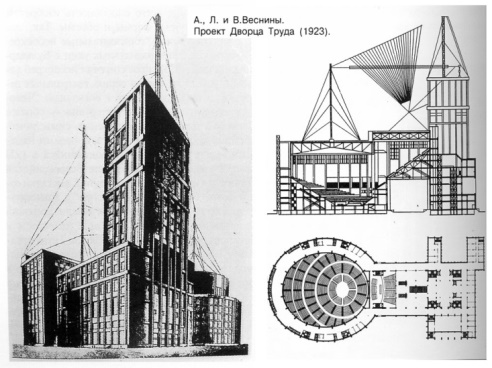 А., Л. и В.Веснины.
Проект Дворца Труда (1923).